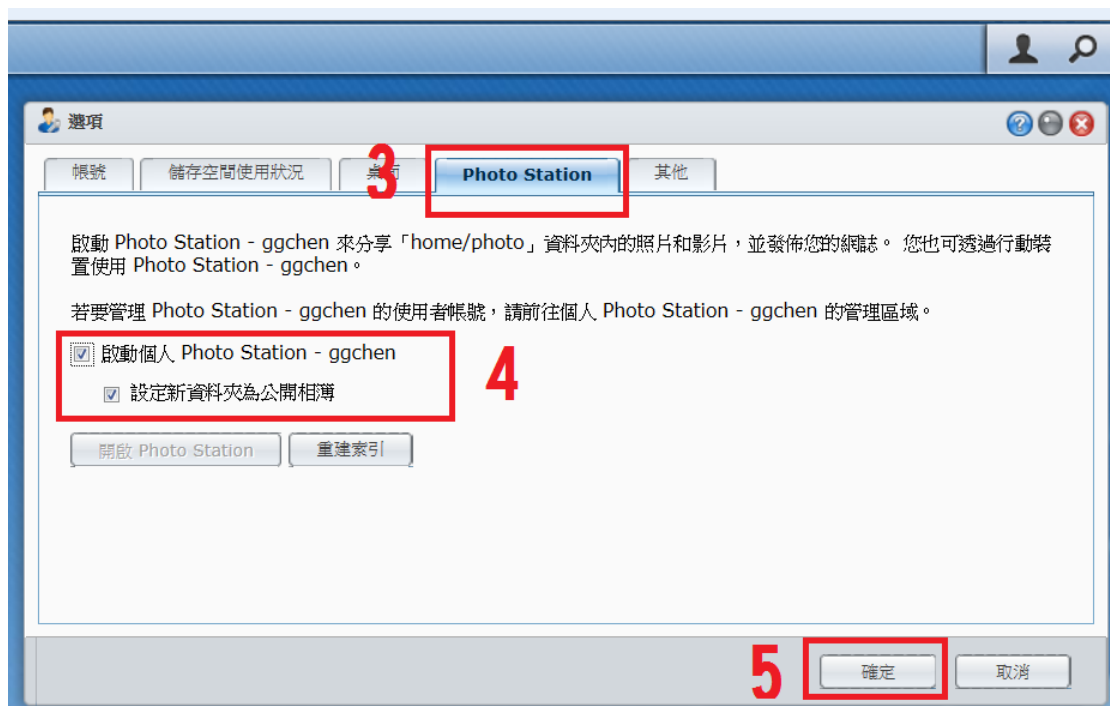 選項
帳號
儲存空間使用狀況
桌面
3
Photo Station
其他
啟動 Photo Station - ggchen 來分享「home/photo」資料夾內的照片和影片，並發佈您的網誌。 您也可透過行動裝
置使用 Photo Station - ggchen。
若要管理 Photo Station - ggchen 的使用者帳號，請前往個人 Photo Station - ggchen 的管理區域。
啟動個人 Photo Station - ggchen
設定新資料夾為公開相簿
4
開啟 Photo Station
重建索引
5
確定
取消